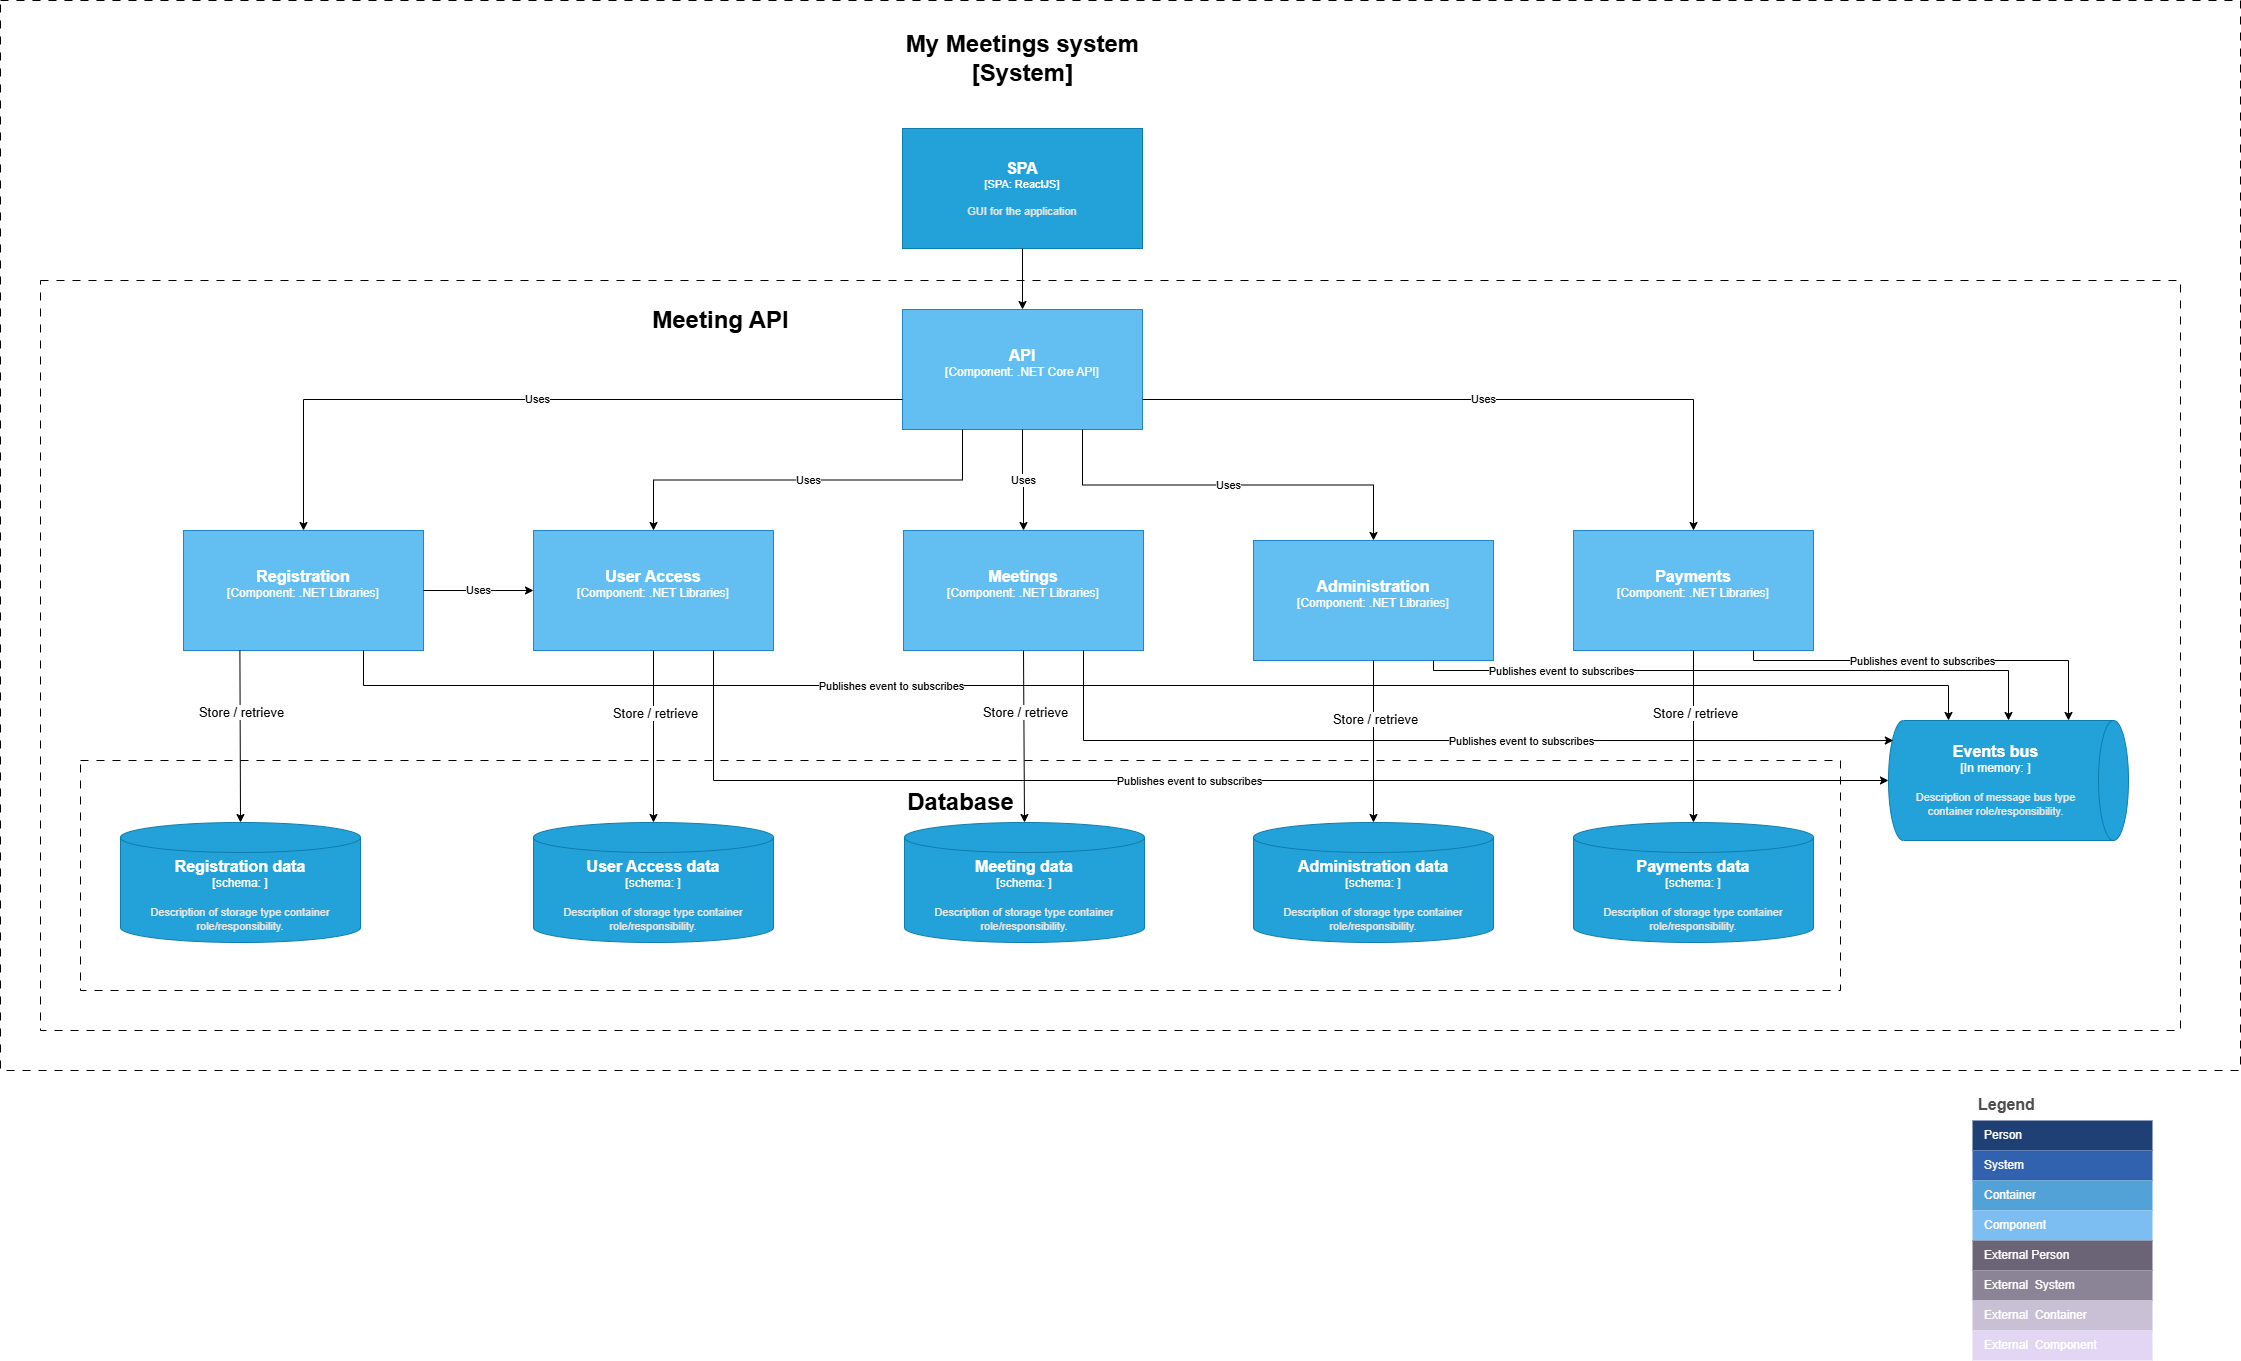 My Meetings system
[System]
SPA
[SPA: ReactJS]
GUI for the application
Meeting API
API
[Component: .NET Core API]
Uses
Uses
Uses
Uses
Uses
Registration
[Component: .NET Libraries]
Uses
User Access
[Component: .NET Libraries]
Meetings
[Component: .NET Libraries]
Administration
[Component: .NET Libraries]
Payments
[Component: .NET Libraries]
Publishes event to subscribes
Publishes event to subscribes
Publishes event to subscribes
Store / retrieve
Store / retrieve
Store / retrieve
Store / retrieve
Store / retrieve
Publishes event to subscribes
Publishes event to subscribes
Events bus
[In memory: ]
Description of message bus type
container role/responsibility.
Database
Registration data
[schema: ]
Description of storage type container
role/responsibility.
User Access data
[schema: ]
Description of storage type container
role/responsibility.
Meeting data
[schema: ]
Description of storage type container
role/responsibility.
Administration data
[schema: ]
Description of storage type container
role/responsibility.
Payments data
[schema: ]
Description of storage type container
role/responsibility.
Legend
Person
System
Container
Component
External Person
External System
External Container
External Component